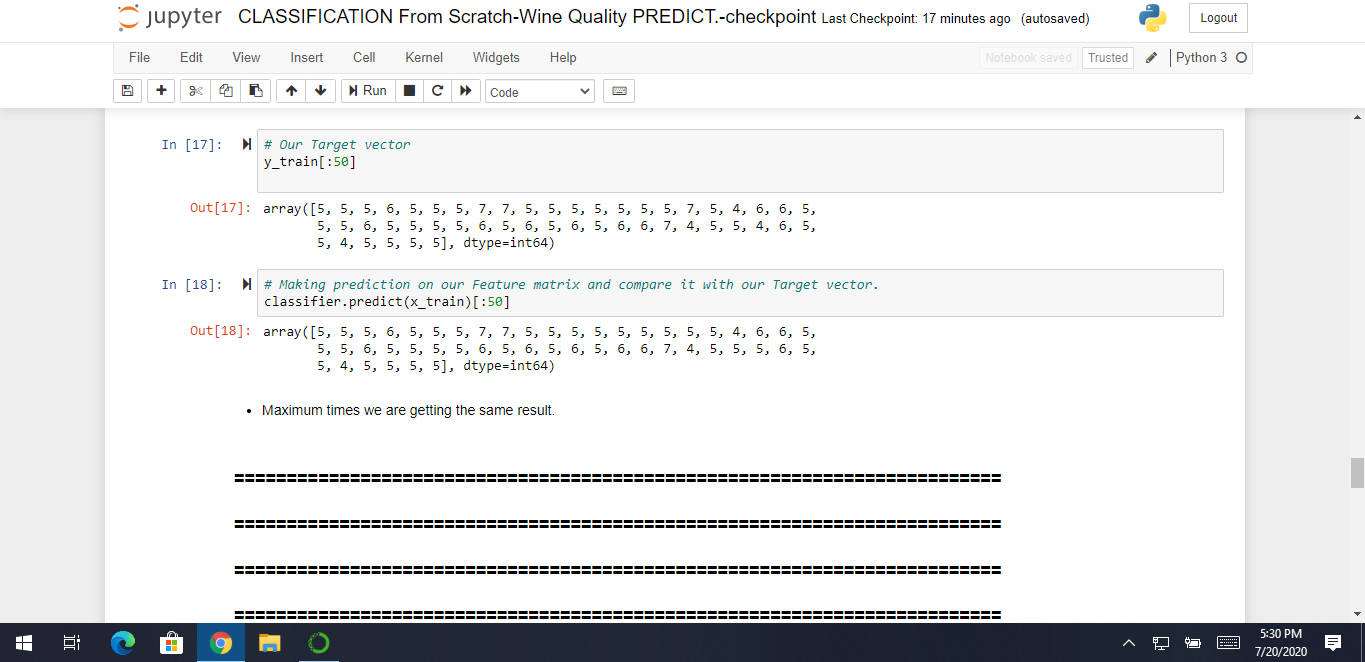 jupyter CLASSIFICATION From Scratch-Wine Quality PREDICT.-checkpoint Last Checkpoint: 17 minutes ago (autosaved) Logout
File Edit View Insert Cell Kernel Widgets Help Notebook saved Trusted Python 3
Run Code
In [17]: # Our Target vector
y_train[:50]
Out[17]: array([5, 5, 5, 6, 5, 5, 5, 7, 7, 5, 5, 5, 5, 5, 5, 5, 7, 5, 4, 6, 6, 5,
5, 5, 6, 5, 5, 5, 5, 6, 5, 6, 5, 6, 5, 6, 6, 7, 4, 5, 5, 4, 6, 5,
5, 4, 5, 5, 5, 5], dtype=int64)
In [18]: # Making prediction on our Feature matrix and compare it with our Target vector.
classifier.predict(x_train)[:50]
Out[18]: array([5, 5, 5, 6, 5, 5, 5, 7, 7, 5, 5, 5, 5, 5, 5, 5, 5, 5, 4, 6, 6, 5,
5, 5, 6, 5, 5, 5, 5, 6, 5, 6, 5, 6, 5, 6, 6, 7, 4, 5, 5, 5, 6, 5,
5, 4, 5, 5, 5, 5], dtype=int64)
• Maximum times we are getting the same result.
=========================================================================
=========================================================================
=========================================================================
=========================================================================
5:30 PM
7/20/2020